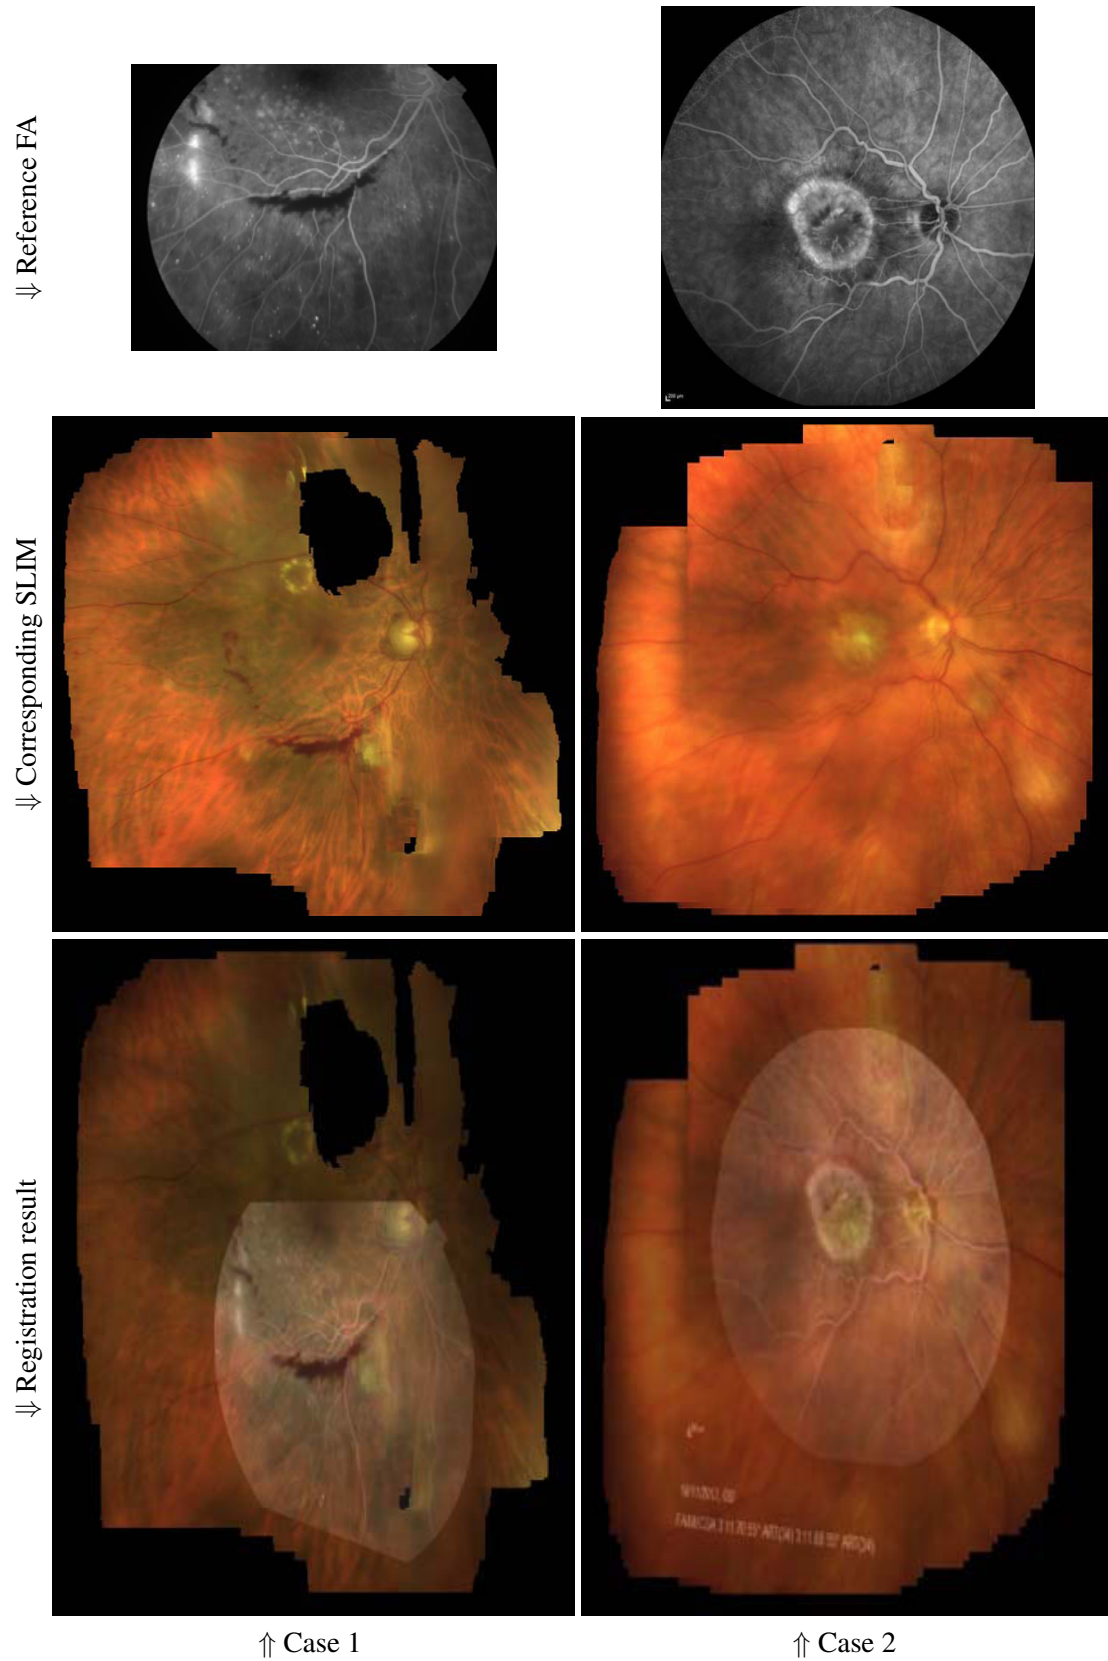 ⇓ Reference FA
⇓ Corresponding SLIM
⇓ Registration result
⇑ Case 1
⇑ Case 2